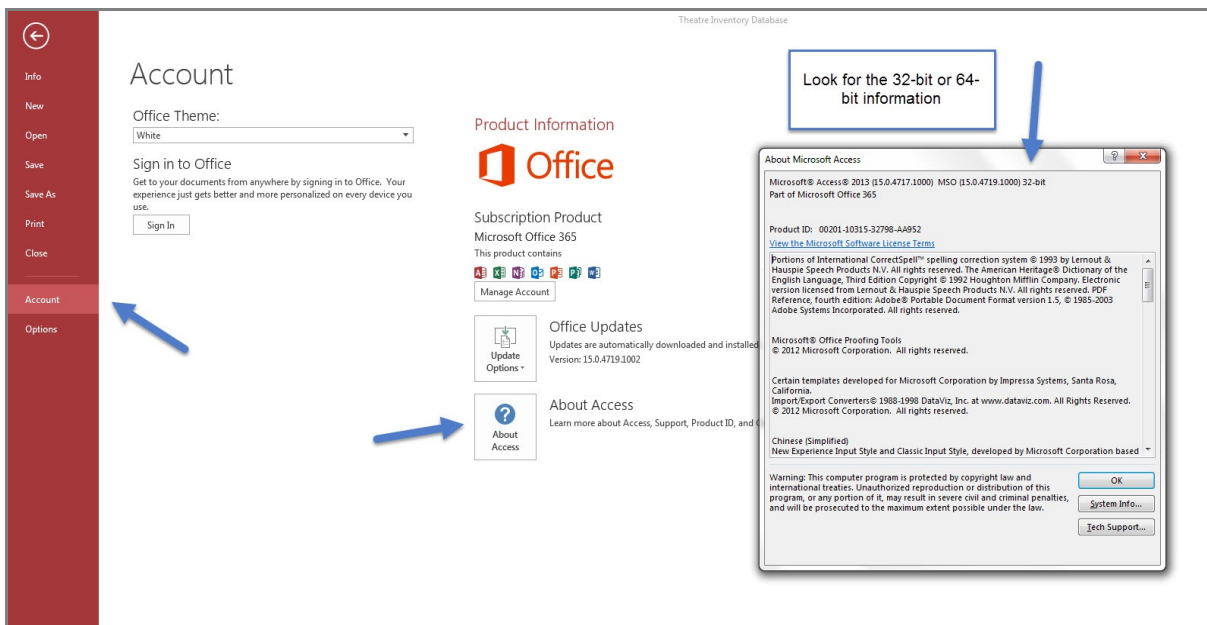 Theatre Inventory Database
Info
New
Open
Save
Save As
Print
Close
Account
Options
Account
Office Theme:
White
Sign in to Office
Get to your documents from anywhere by signing in to Office. Your
experience just gets better and more personalized on every device you
use.
Sign In
Product Information
Office
Subscription Product
Microsoft Office 365
This product contains
Manage Account
Update
Options
Office Updates
Updates are automatically downloaded and installed
Version: 15.0.4719.1002
About
Access
About Access
Learn more about Access, Support, Product ID, and
Look for the 32-bit or 64-
bit information
About Microsoft Access
Microsoft® Access® 2013 (15.0.4717.1000) MSO (15.0.4719.1000) 32-bit
Part of Microsoft Office 365
Product ID: 00201-10315-32798-AA952
View the Microsoft Software License Terms
Portions of International CorrectSpell™ spelling correction system © 1993 by Lernout &
Hauspie Speech Products N.V. All rights reserved. The American Heritage® Dictionary of the
English Language, Third Edition Copyright © 1992 Houghton Mifflin Company. Electronic
version licensed from Lernout & Hauspie Speech Products N.V. All rights reserved. PDF
Reference, fourth edition: Adobe® Portable Document Format version 1.5, © 1985-2003
Adobe Systems Incorporated. All rights reserved.
Microsoft® Office Proofing Tools
© 2012 Microsoft Corporation. All rights reserved.
Certain templates developed for Microsoft Corporation by Impressa Systems, Santa Rosa,
California.
Import/Export Converters© 1988-1998 DataViz, Inc. at www.dataviz.com. All Rights Reserved.
© 2012 Microsoft Corporation. All rights reserved.
Chinese (Simplified)
New Experience Input Style and Classic Input Style, developed by Microsoft Corporation based
Warning: This computer program is protected by copyright law and
international treaties. Unauthorized reproduction or distribution of this
program, or any portion of it, may result in severe civil and criminal penalties,
and will be prosecuted to the maximum extent possible under the law.
OK
System Info...
Tech Support...